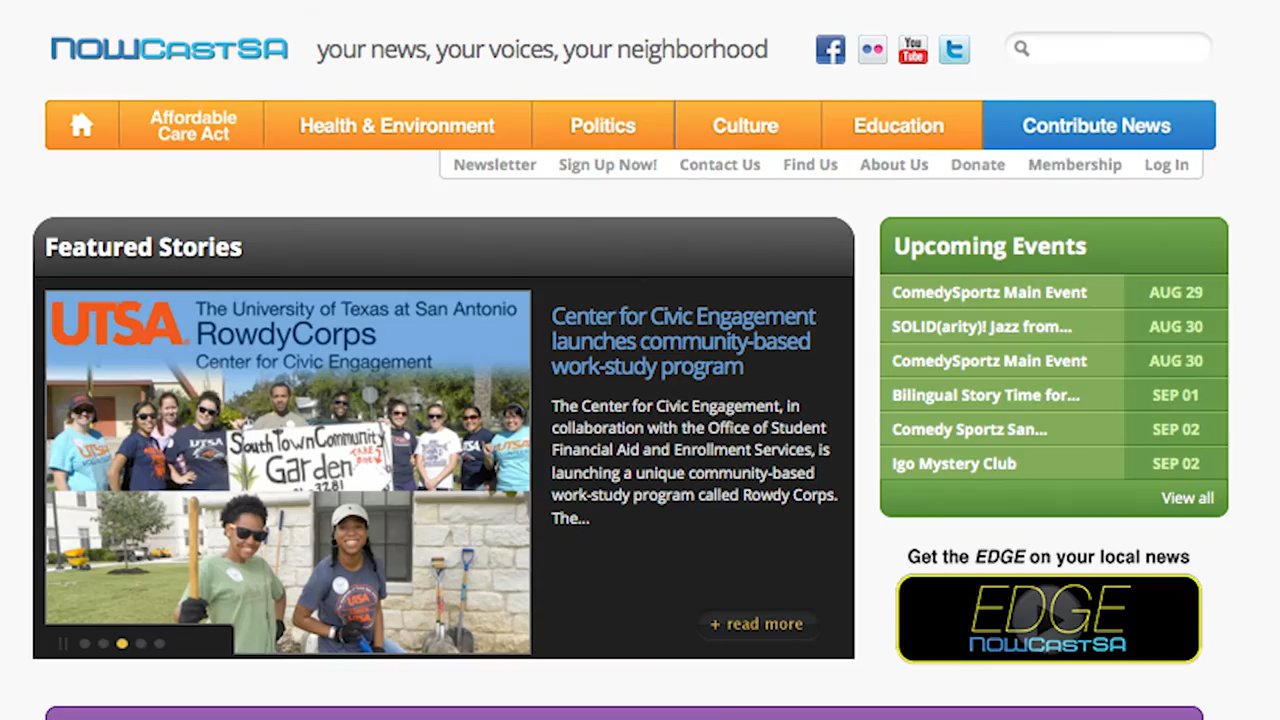 NOWCastSA
your news, your voices, your neighborhood
You
Tube
Affordable
Care Act
Health & Environment
Politics
Culture
Education
Contribute News
Newsletter
Sign Up Now!
Contact Us
Find Us
About Us
Donate
Membership
Log In
Featured Stories
UTSA
The University of Texas at San Antonio
RowdyCorps
Center for Civic Engagement
SouthTown Community
Garden
Center for Civic Engagement
launches community-based
work-study program
The Center for Civic Engagement, in
collaboration with the Office of Student
Financial Aid and Enrollment Services, is
launching a unique community-based
work-study program called Rowdy Corps.
The...
+ read more
Upcoming Events
ComedySportz Main Event AUG 29
SOLID(arity)! Jazz from... AUG 30
ComedySportz Main Event AUG 30
Bilingual Story Time for... SEP 01
Comedy Sportz San... SEP 02
Igo Mystery Club SEP 02
View all
Get the EDGE on your local news
EDGE
NOWCastSA